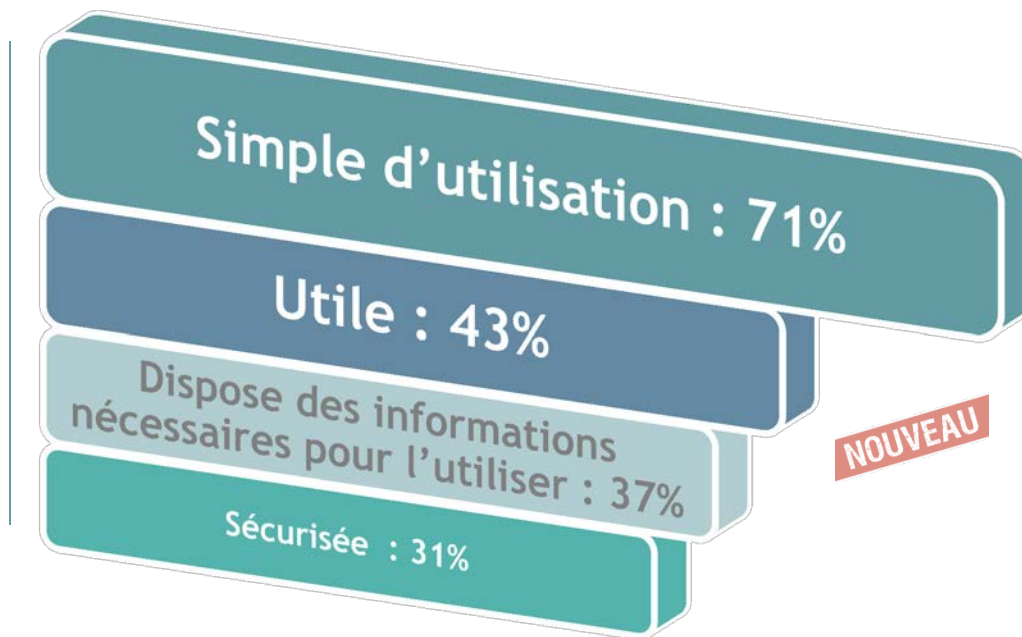 Simple d’utilisation : 71%
Utile : 43%
Dispose des informations
nécessaires pour l’utiliser : 37%
NOUVEAU
Sécurisée : 31%